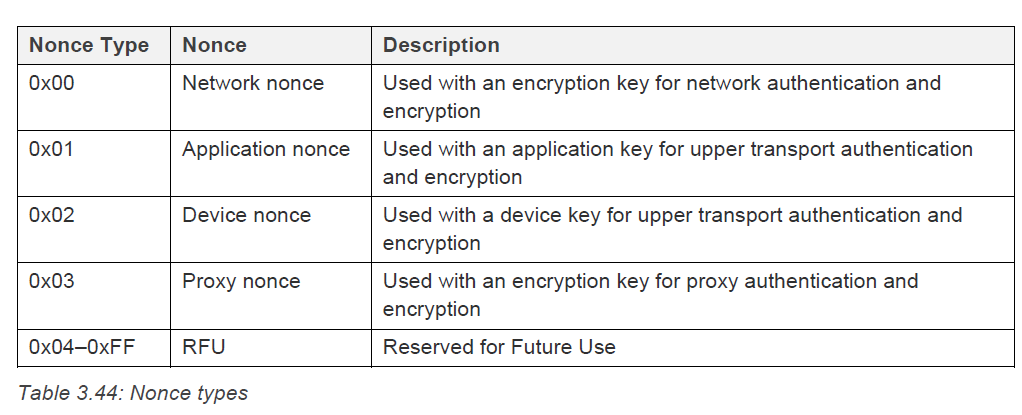 Nonce Type Nonce Description
0x00 Network nonce Used with an encryption key for network authentication and
encryption
0x01 Application nonce Used with an application key for upper transport authentication
and encryption
0x02 Device nonce Used with a device key for upper transport authentication and
encryption
0x03 Proxy nonce Used with an encryption key for proxy authentication and
encryption
0x04–0xFF RFU Reserved for Future Use
Table 3.44: Nonce types